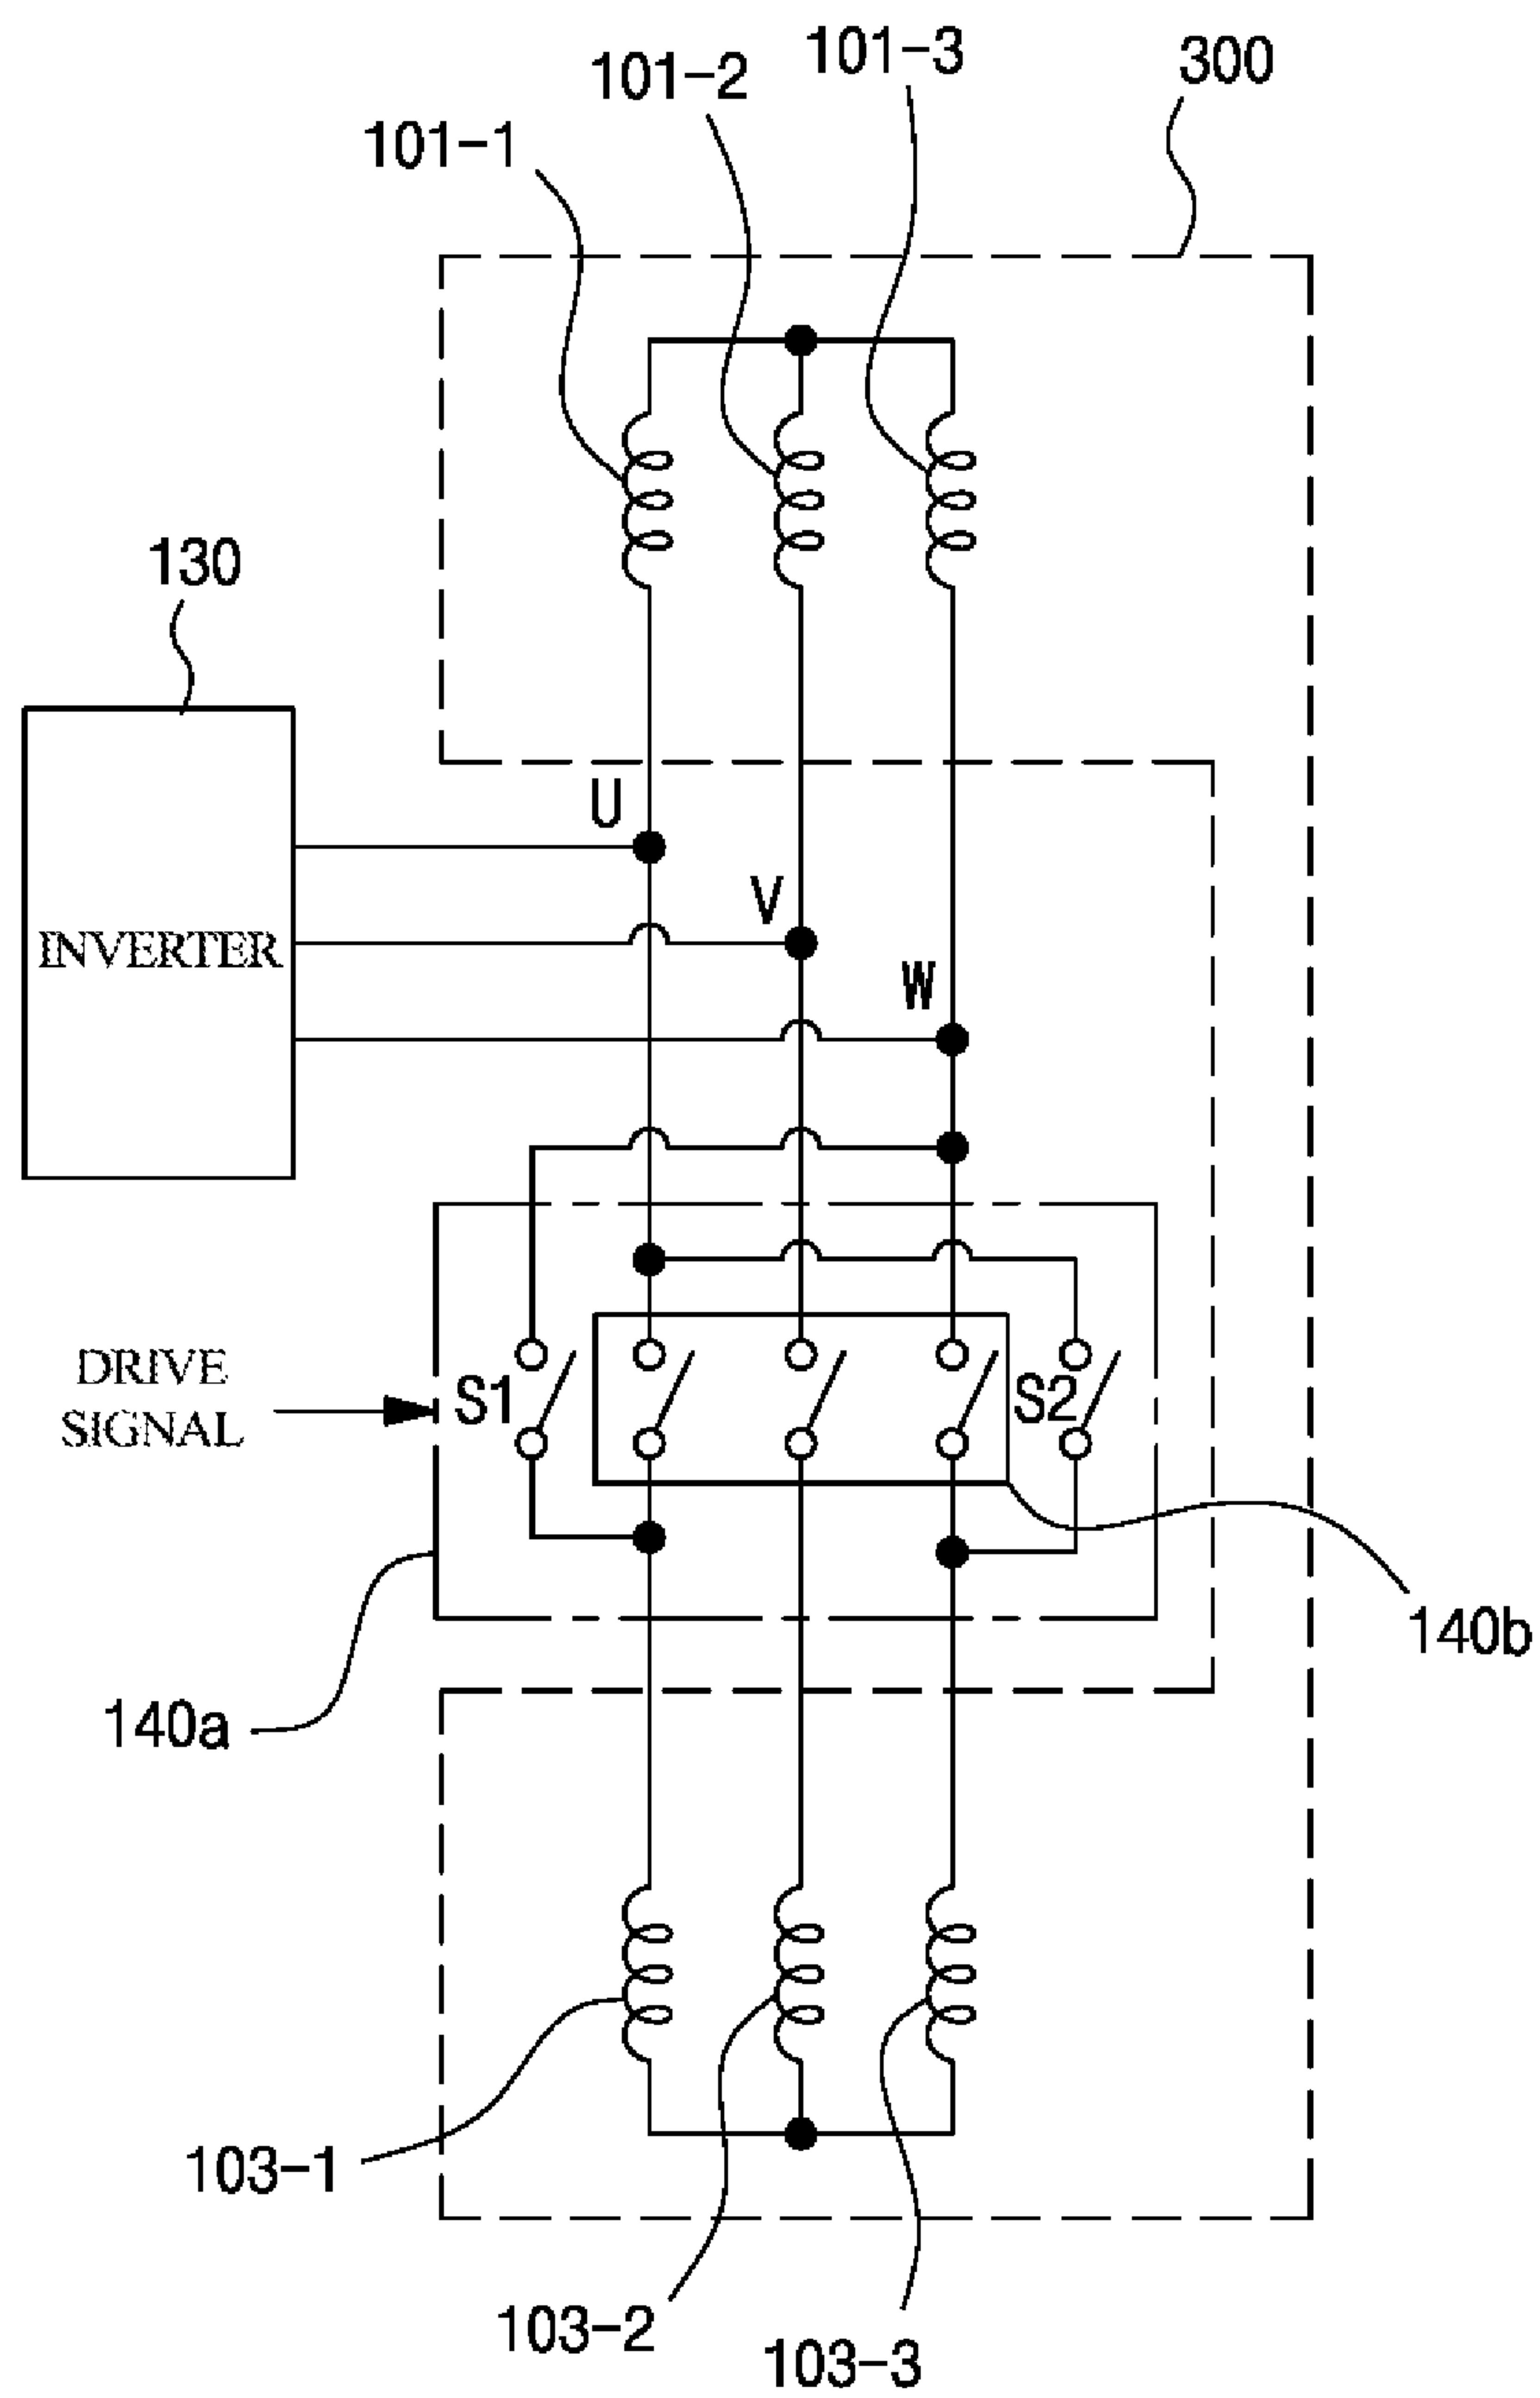 101-3
300
101-2
101-1
130
U
V
INVERTER
W
DRIVE
SIGNAL
S1
S2
140b
140a
103-1
103-2
103-3